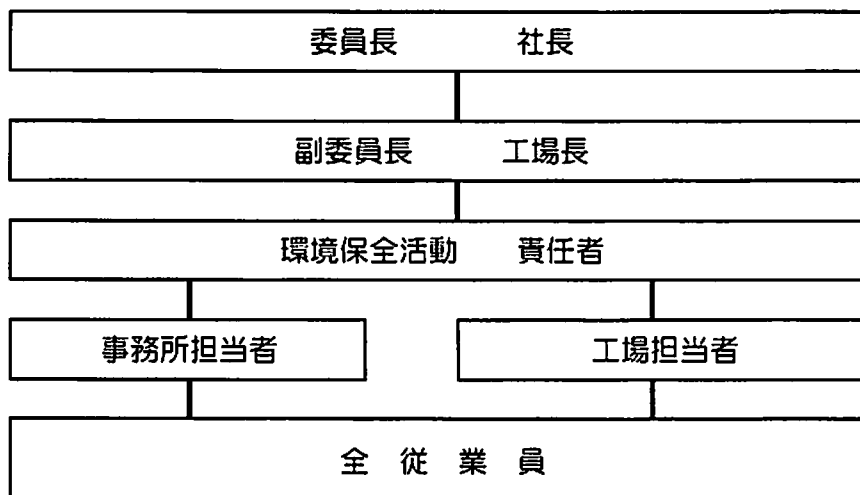 委員長　社長
副委員長　工場長
環境保全活動　責任者
事務所担当者　工場担当者
全従業員